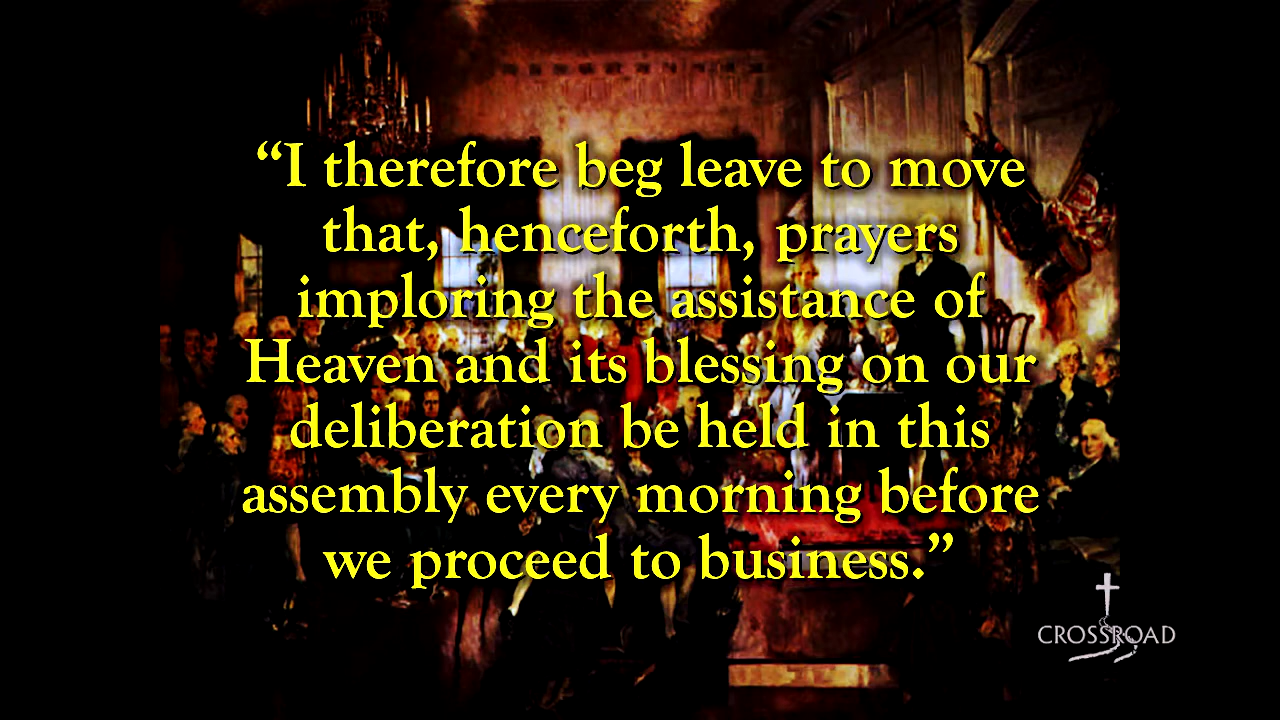 “I therefore beg leave to move
that, henceforth, prayers
imploring the assistance of
Heaven and its blessing on our
deliberation be held in this
assembly every morning before
we proceed to business.”
CROSSROAD